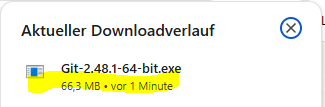 Aktueller Downloadverlauf
Git-2.48.1-64-bit.exe
66,3 MB • vor 1 Minute